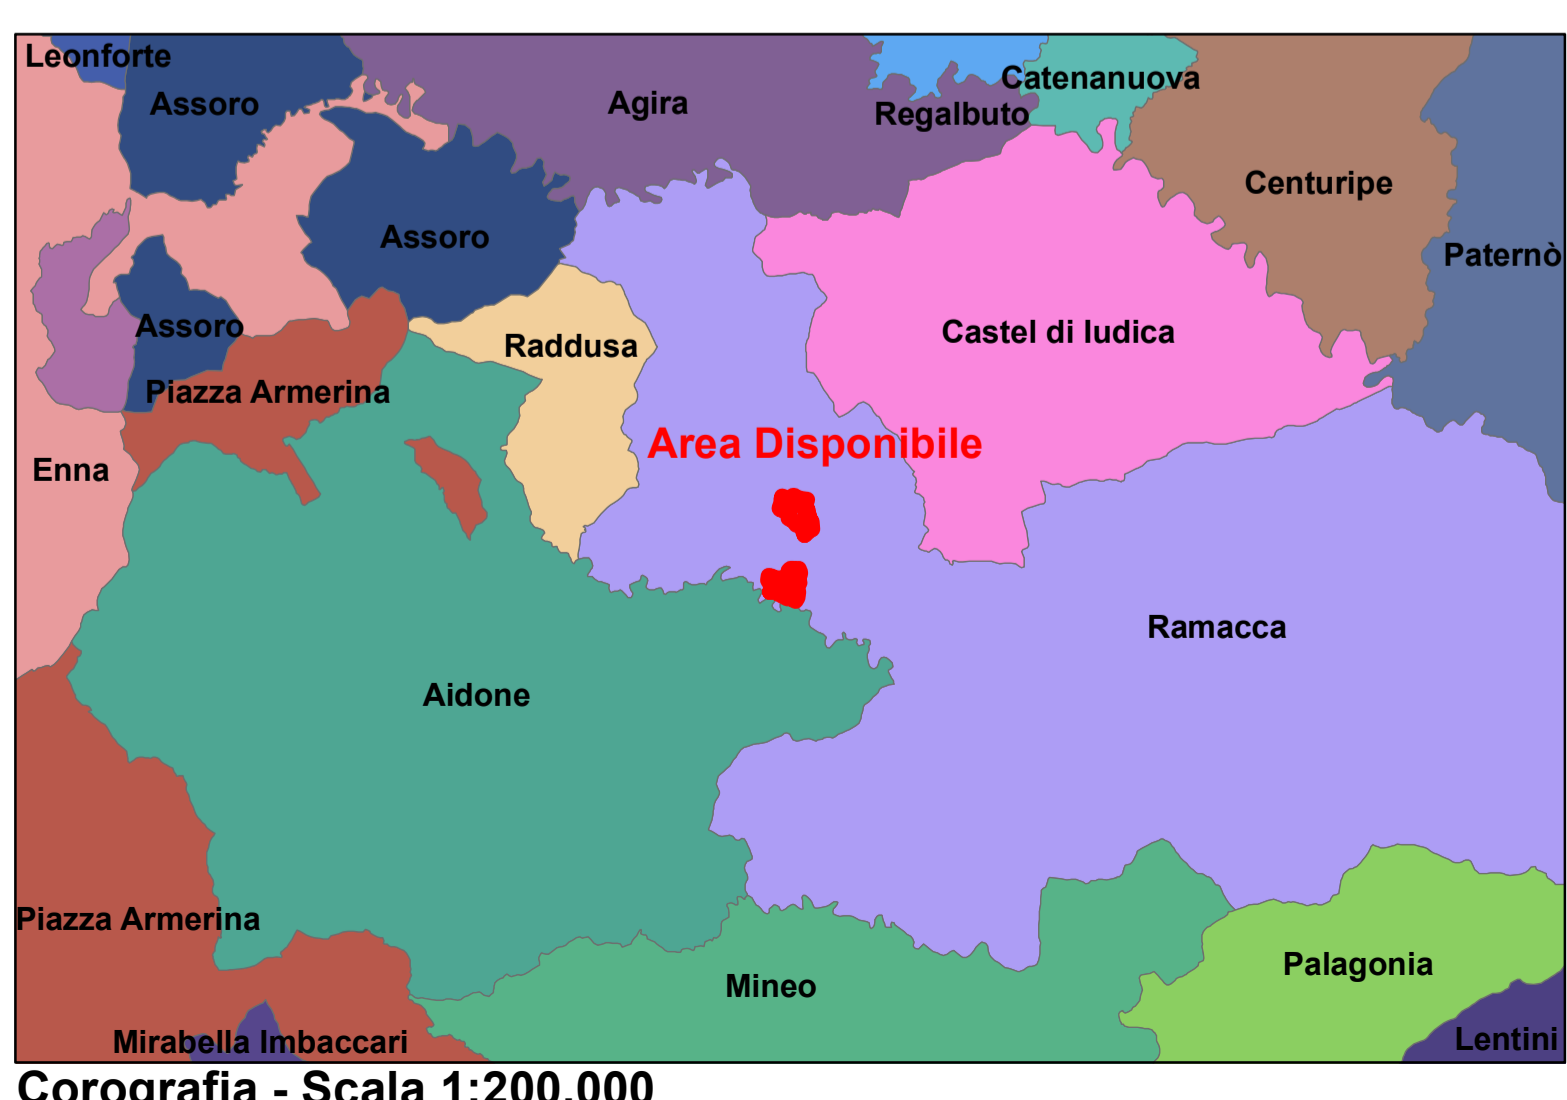 Leonforte
Assoro
Agira
Catenanuova
Regalbuto
Centuripe
Assoro
Paternò
Assoro
Raddusa
Castel di Iudica
Piazza Armerina
Area Disponibile
Enna
Ramacca
Aidone
Piazza Armerina
Palagonia
Mineo
Mirabella Imbaccari
Lentini
Corografia - Scala 1:200.000